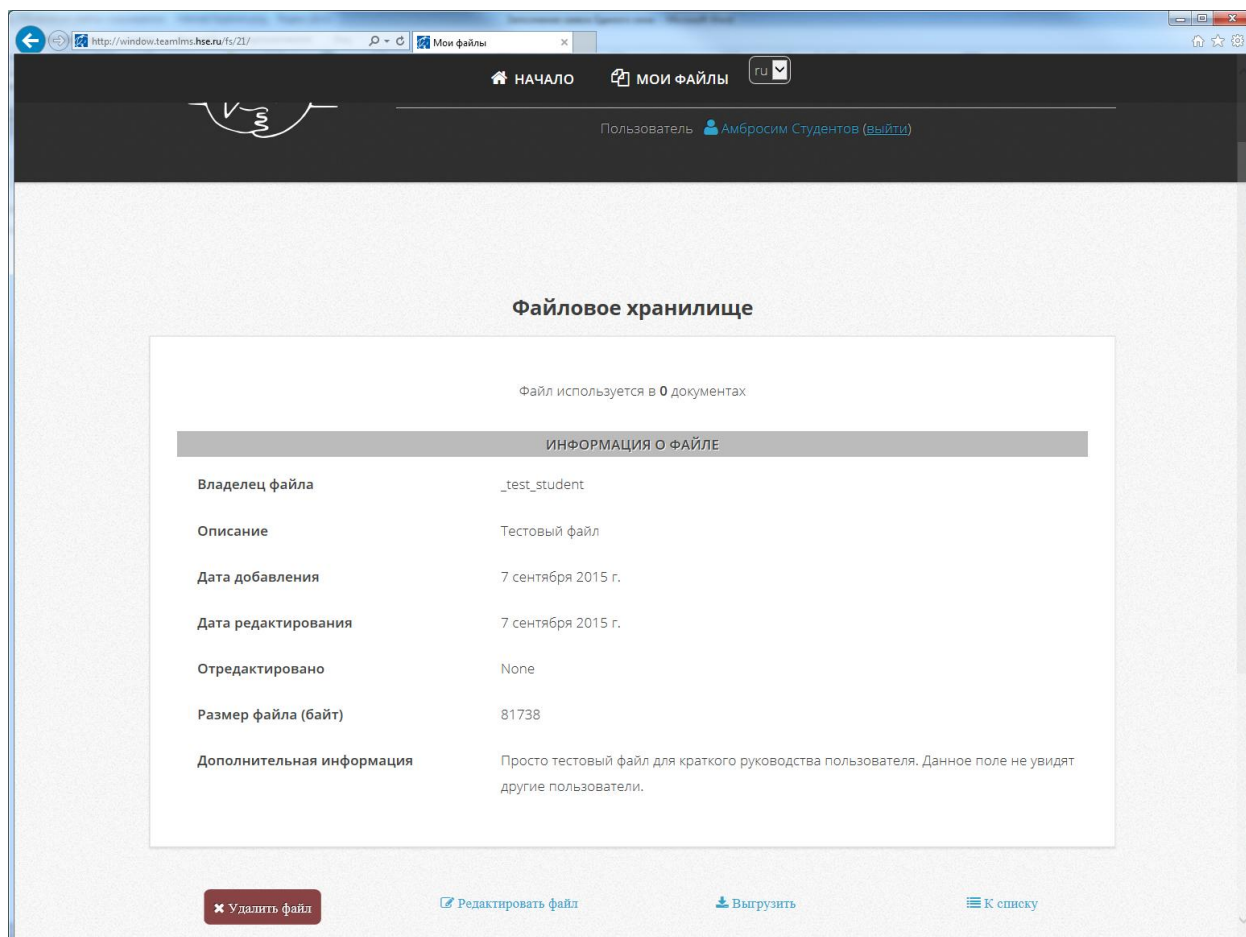 http://window.teamlms.hse.ru/fs/21/
Мои файлы
НАЧАЛО МОИ ФАЙЛЫ ru
Пользователь Амбросим Студентов (выйти)
Файловое хранилище
Файл используется в 0 документах
ИНФОРМАЦИЯ О ФАЙЛЕ
Владелец файла _test_student
Описание Тестовый файл
Дата добавления 7 сентября 2015 г.
Дата редактирования 7 сентября 2015 г.
Отредактировано None
Размер файла (байт) 81738
Дополнительная информация Просто тестовый файл для краткого руководства пользователя. Данное поле не увидят
другие пользователи.
Удалить файл Редактировать файл Выгрузить К списку